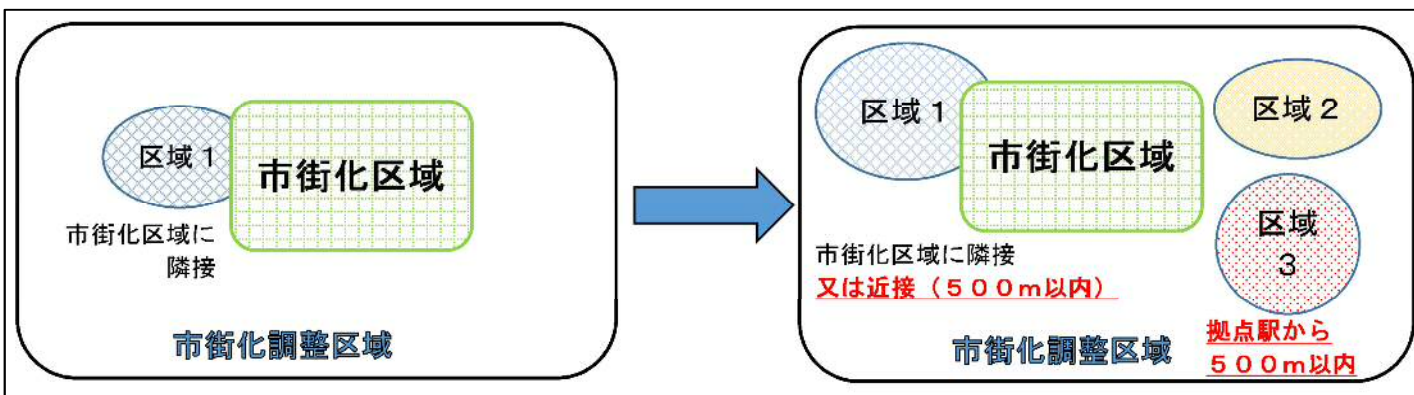 区域１
市街化区域
市街化区域に
隣接
市街化調整区域
区域１
市街化区域
区域２
区域
３
市街化区域に隣接
又は近接（５００ｍ以内）
拠点駅から
５００ｍ以内
市街化調整区域